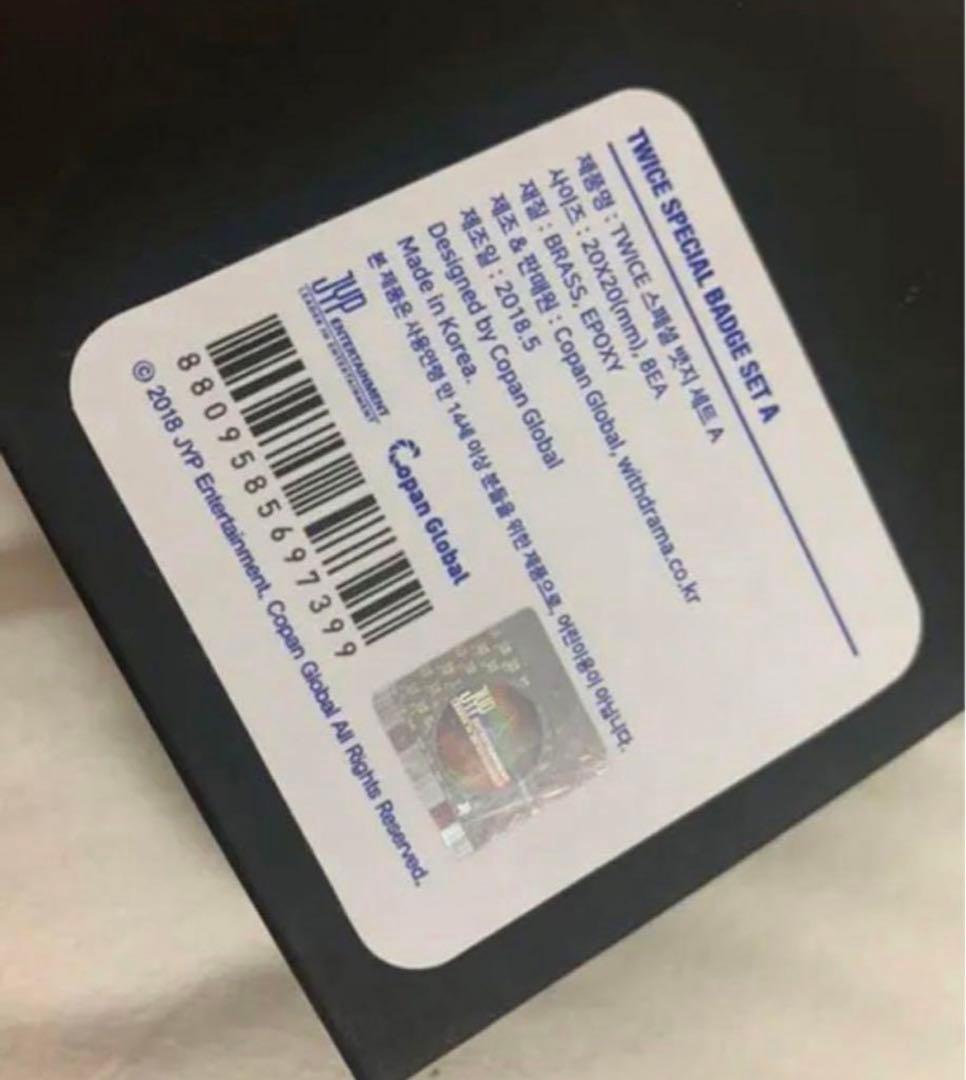 TWICE SPECIAL BADGE SET A
제품명 : TWICE 스페셜 뱃지 세트 A
사이즈 : 20X20(mm), 8EA
재질 : BRASS, EPOXY
제조 & 판매원 : Copan Global, withdrama.co.kr
제조일 : 2018.5
Designed by Copan Global
Made in Korea.
본 제품은 사용연령 만 14세 이상 분들을 위한 제품으로, 어린이용이 아닙니다.
JYP ENTERTAINMENT
LEADER IN ENTERTAINMENT
Copan Global
8809585697399
JYP
© 2018 JYP Entertainment, Copan Global All Rights Reserved.